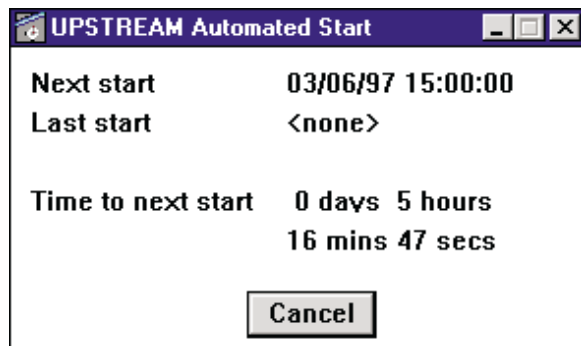 UPSTREAM Automated Start
Next start 03/06/97 15:00:00
Last start <none>
Time to next start 0 days 5 hours
16 mins 47 secs
Cancel